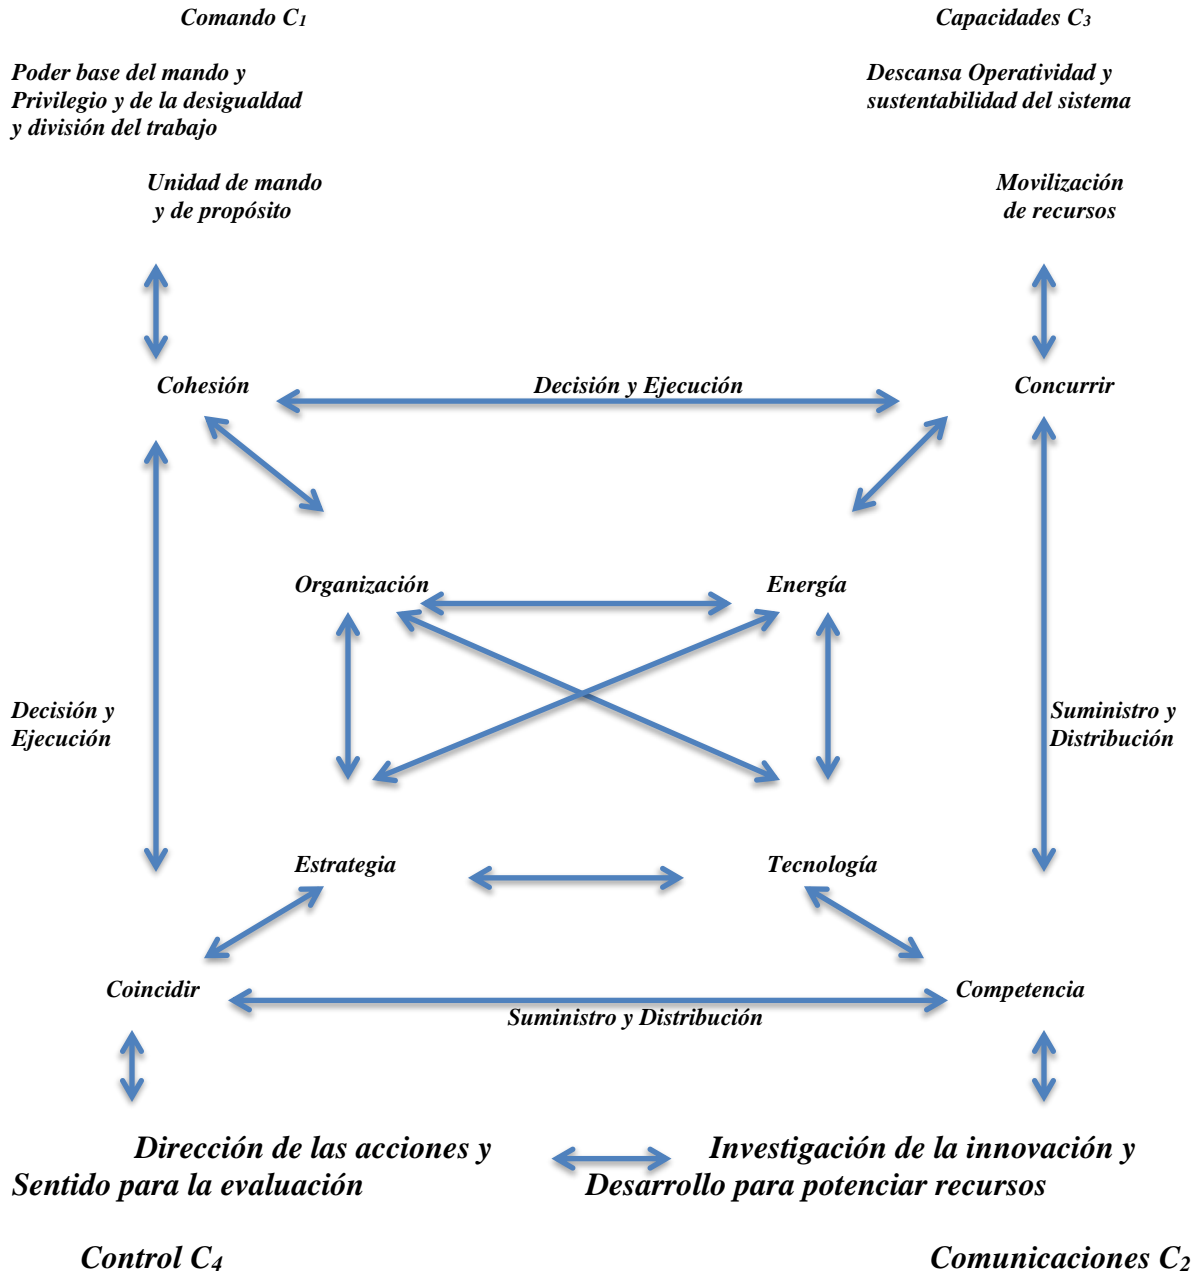 Comando C1
Capacidades C3
Poder base del mando y
Privilegio y de la desigualdad
y división del trabajo
Descansa Operatividad y
sustentabilidad del sistema
Unidad de mando
y de propósito
Movilización
de recursos
Cohesión
Decisión y Ejecución
Concurrir
Organización
Energía
Decisión y
Ejecución
Suministro y
Distribución
Estrategia
Tecnología
Coincidir
Competencia
Suministro y Distribución
Dirección de las acciones y
Sentido para la evaluación
Investigación de la innovación y
Desarrollo para potenciar recursos
Control C4
Comunicaciones C2